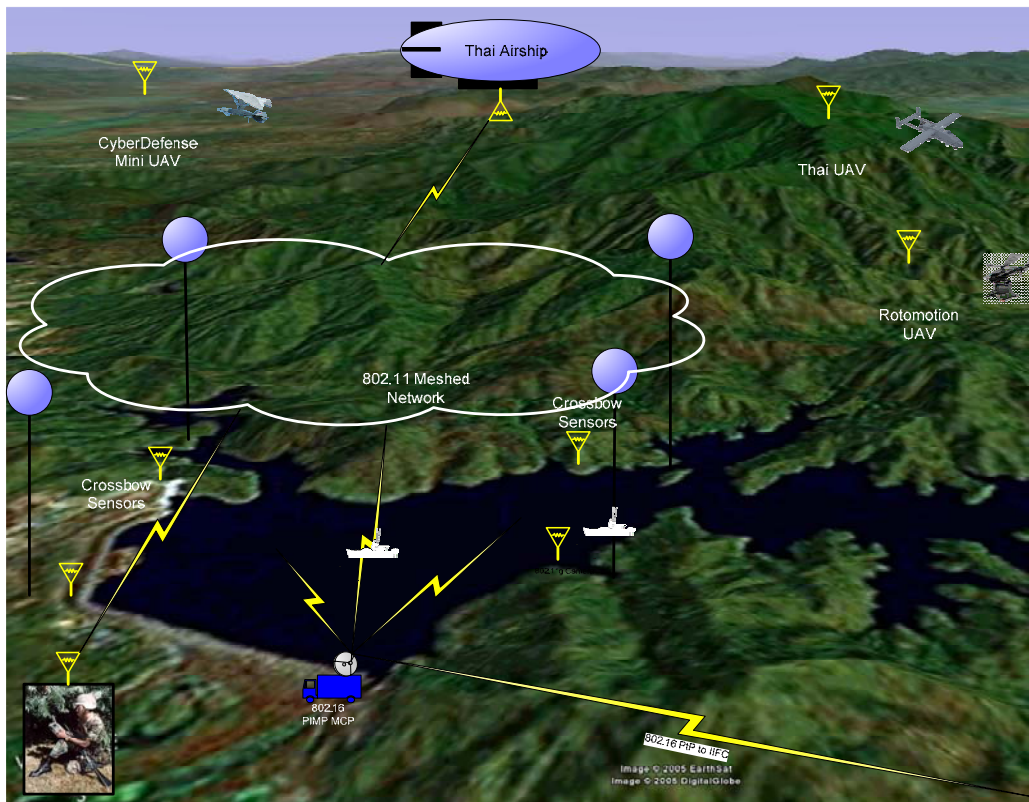 Thai Airship
CyberDefense
Mini UAV
Thai UAV
Rotomotion
UAV
802.11 Meshed
Network
Crossbow
Sensors
Crossbow
Sensors
802.16
PIMP MCP
802.16 PtP to IIFC
Image © 2005 EarthSat
Image © 2005 DigitalGlobe